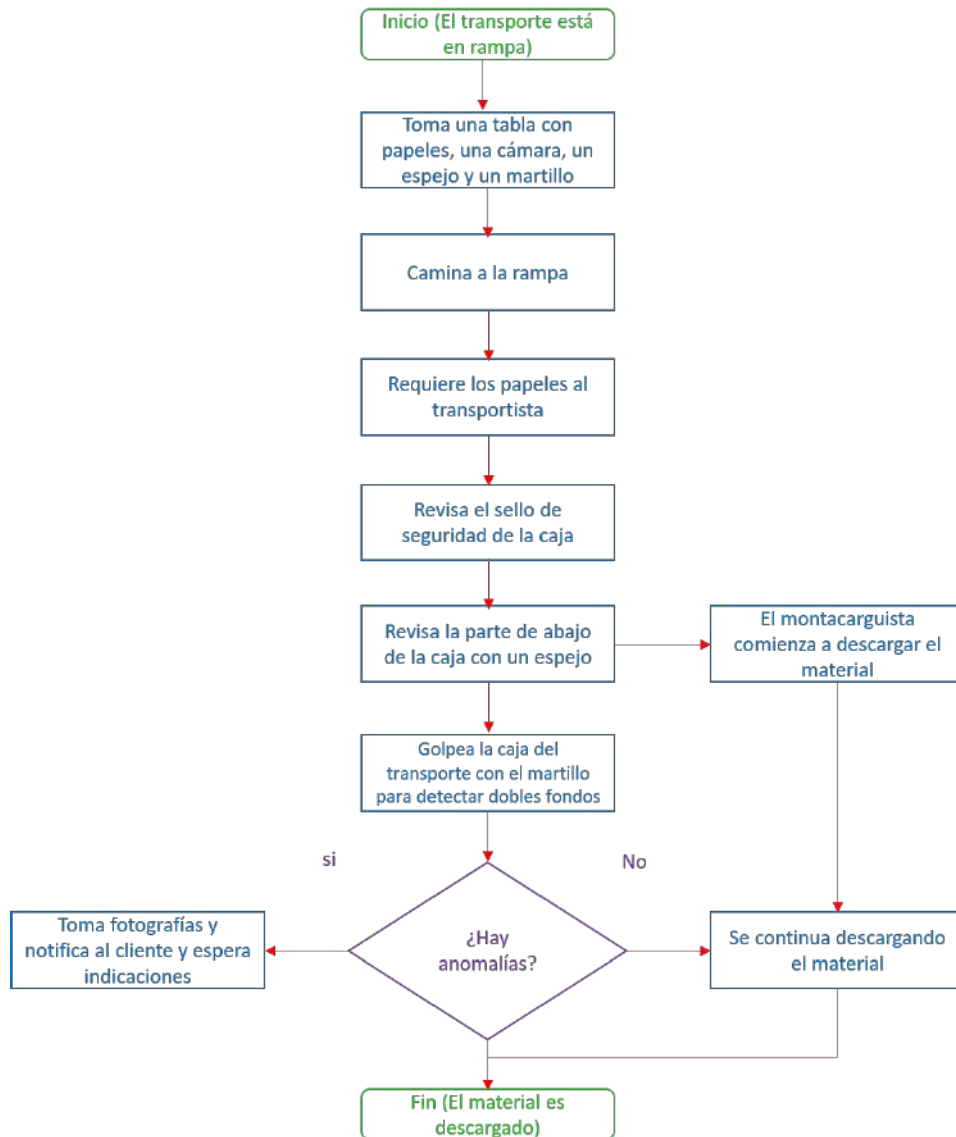 Inicio (El transporte está
en rampa)
Toma una tabla con
papeles, una cámara, un
espejo y un martillo
Camina a la rampa
Requiere los papeles al
transportista
Revisa el sello de
seguridad de la caja
Revisa la parte de abajo
de la caja con un espejo
El montacarguista
comienza a descargar el
material
Golpea la caja del
transporte con el martillo
para detectar dobles fondos
si
No
Toma fotografías y
notifica al cliente y espera
indicaciones
¿Hay
anomalías?
Se continua descargando
el material
Fin (El material es
descargado)